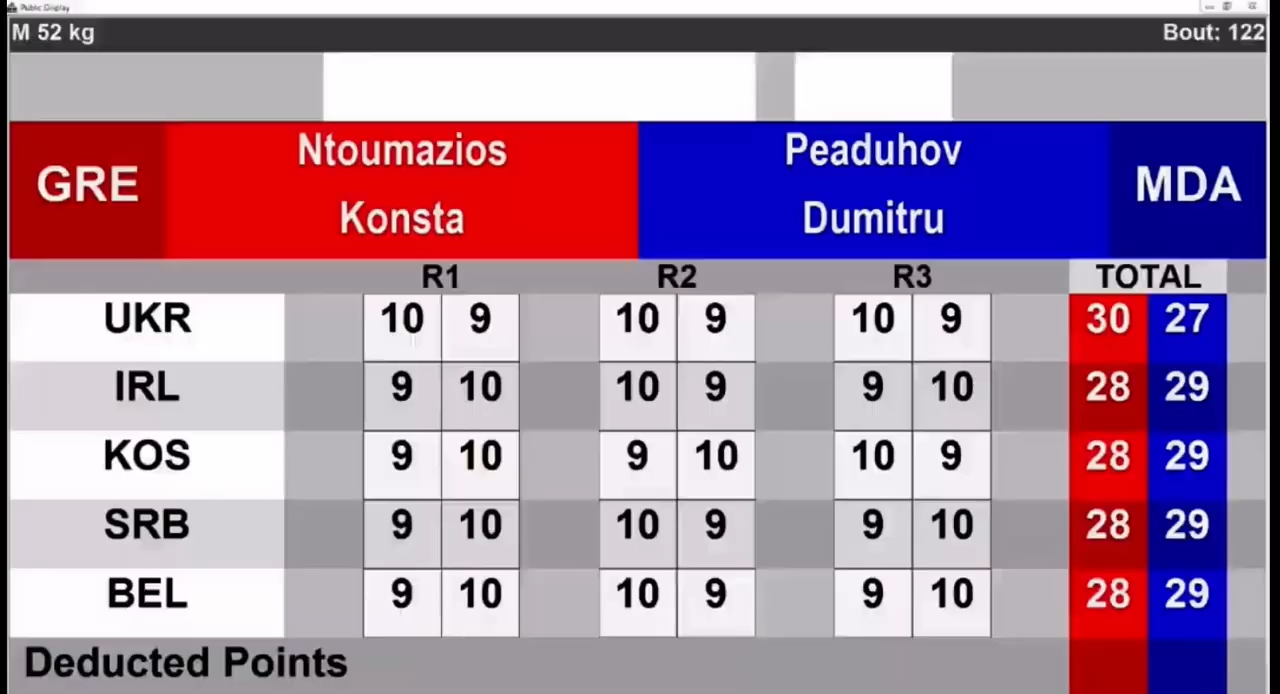 Public Display
M 52 kg Bout: 122
GRE Ntoumazios Konsta Peaduhov Dumitru MDA
R1 R2 R3 TOTAL
UKR 10 9 10 9 10 9 30 27
IRL 9 10 10 9 9 10 28 29
KOS 9 10 9 10 10 9 28 29
SRB 9 10 10 9 9 10 28 29
BEL 9 10 10 9 9 10 28 29
Deducted Points